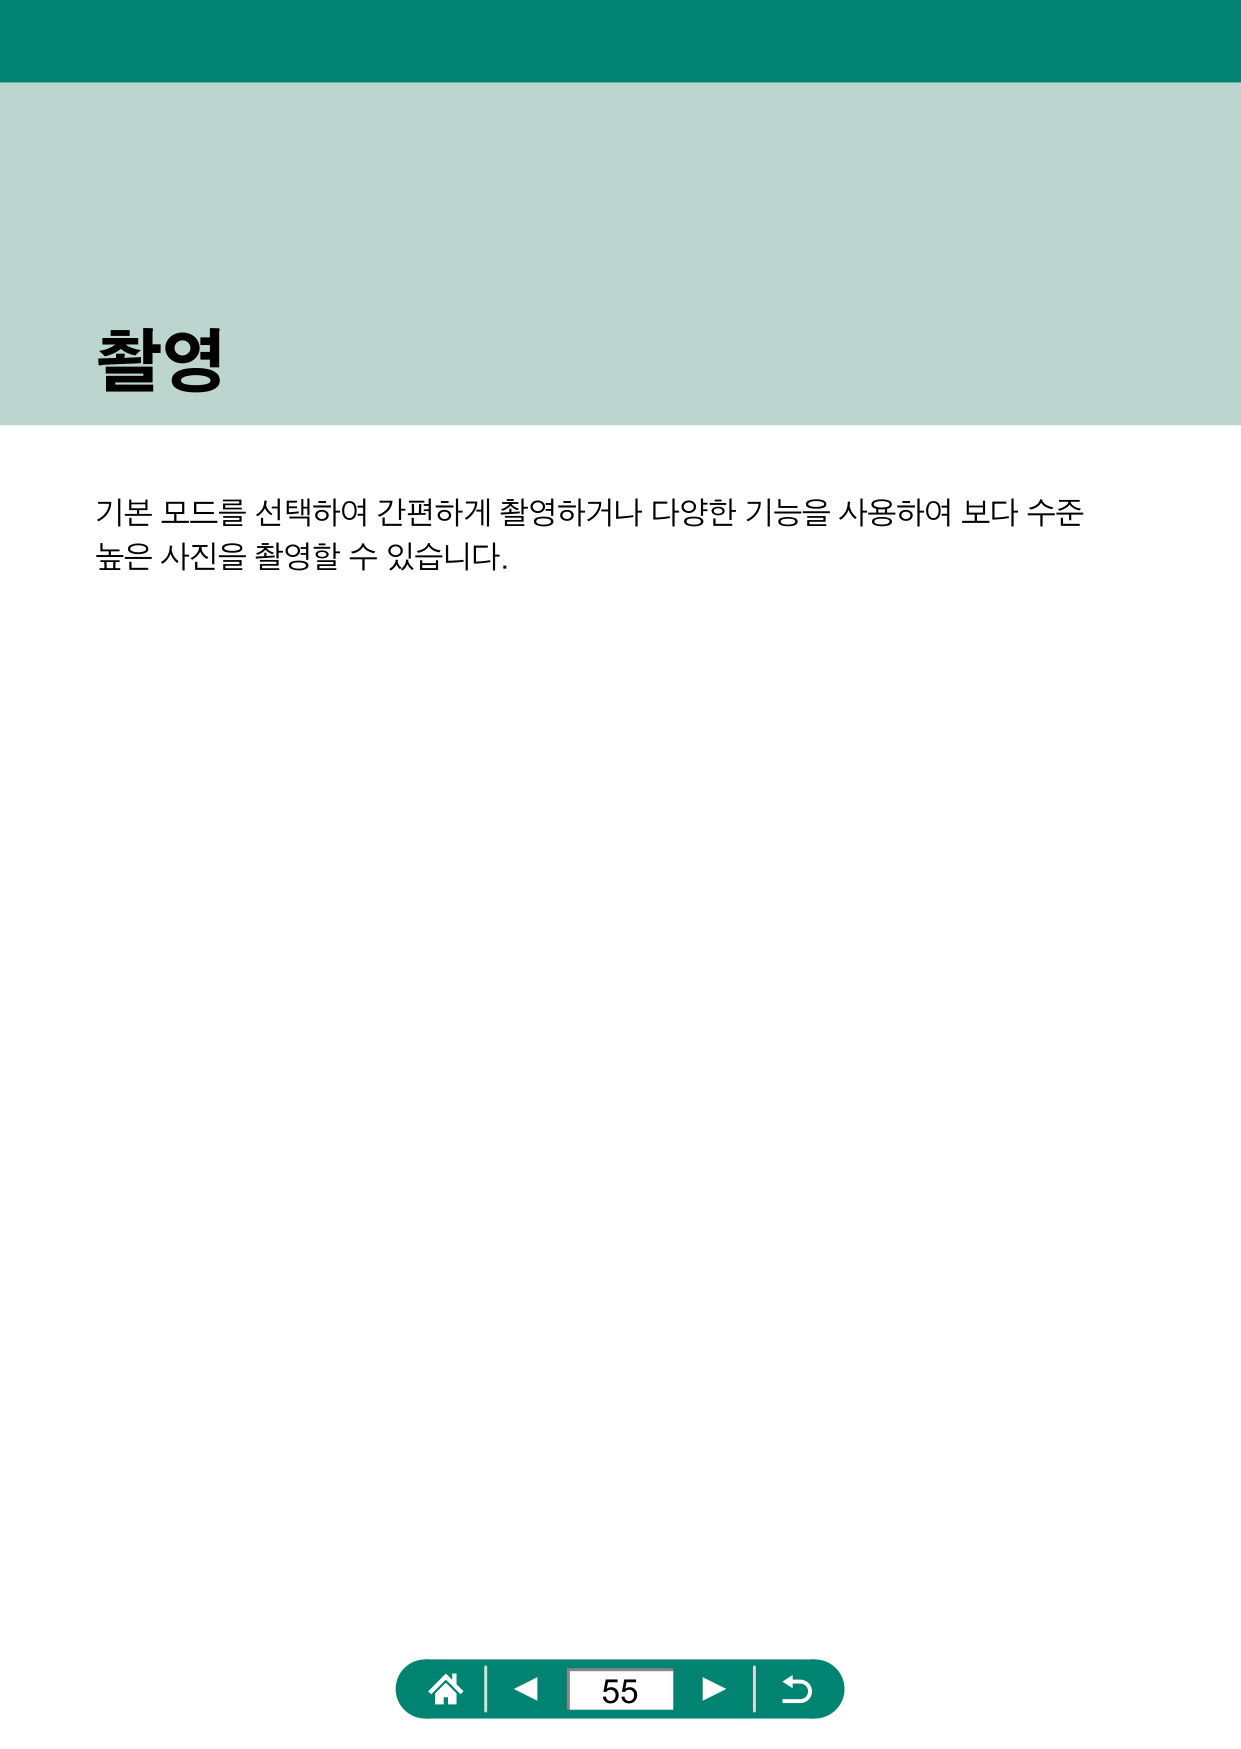 촬영
기본 모드를 선택하여 간편하게 촬영하거나 다양한 기능을 사용하여 보다 수준
높은 사진을 촬영할 수 있습니다.
55